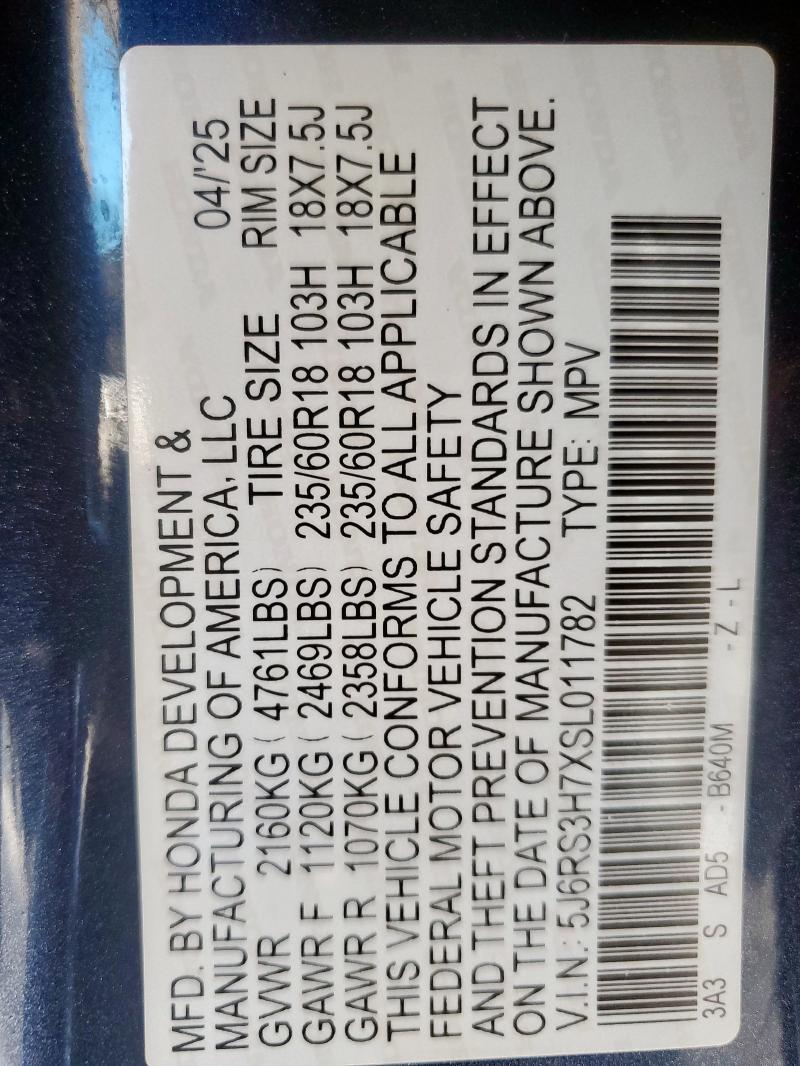 MFD. BY HONDA DEVELOPMENT &
MANUFACTURING OF AMERICA, LLC 04/'25
GVWR 2160KG ( 4761LBS) TIRE SIZE RIM SIZE
GAWR F 1120KG ( 2469LBS) 235/60R18 103H 18X7.5J
GAWR R 1070KG ( 2358LBS) 235/60R18 103H 18X7.5J
THIS VEHICLE CONFORMS TO ALL APPLICABLE
FEDERAL MOTOR VEHICLE SAFETY
AND THEFT PREVENTION STANDARDS IN EFFECT
ON THE DATE OF MANUFACTURE SHOWN ABOVE.
V.I.N.: 5J6RS3H7XSL011782 TYPE: MPV
3A3 S AD5 - B640M - Z - L